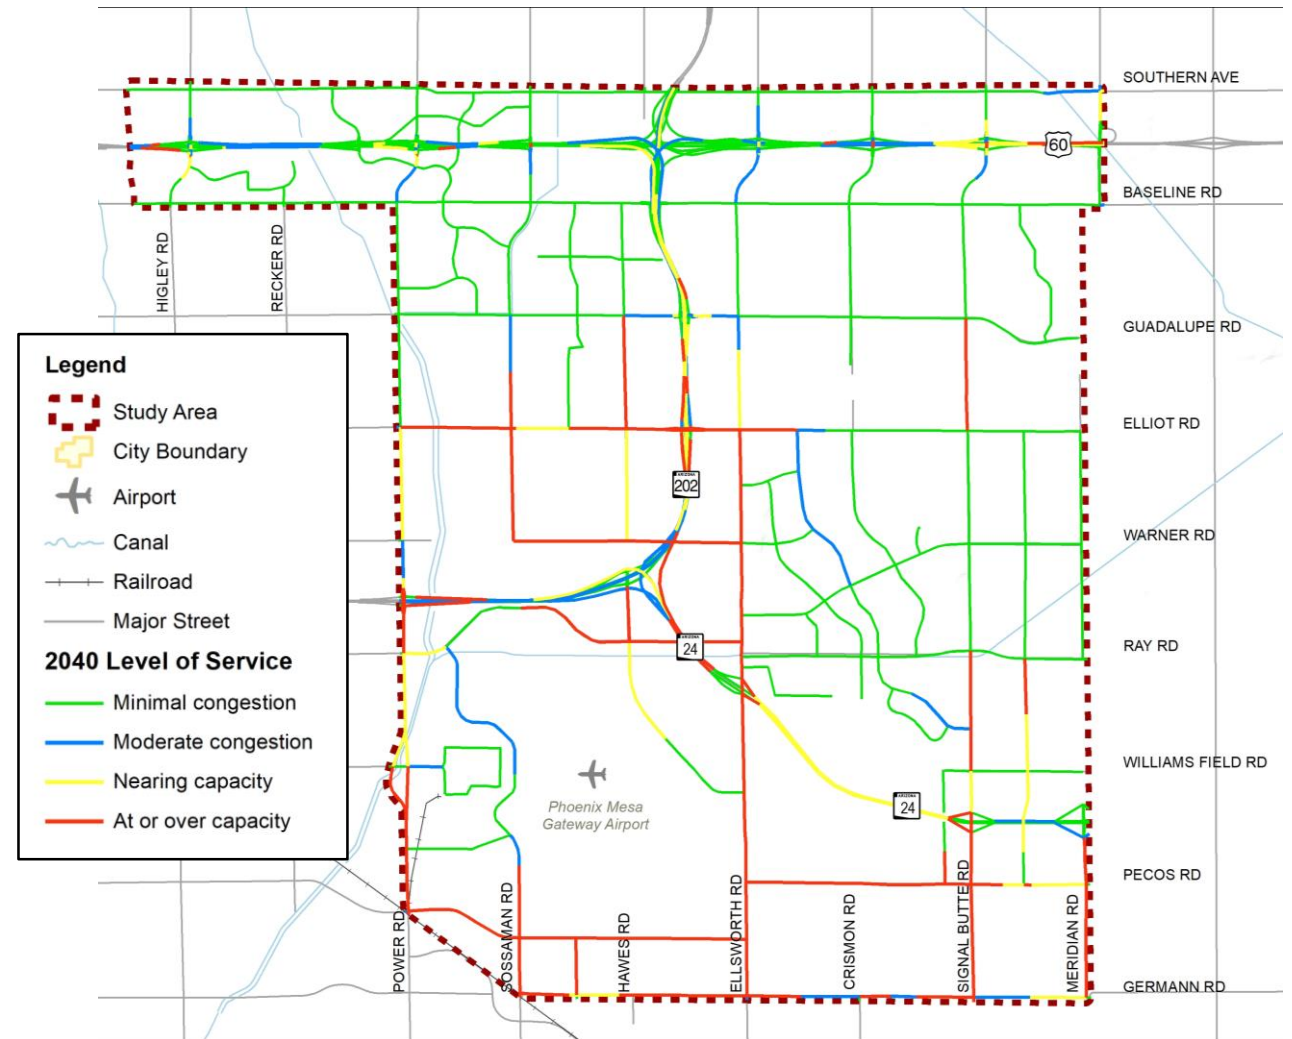 SOUTHERN AVE
60
BASELINE RD
HIGLEY RD
RECKER RD
GUADALUPE RD
Legend
Study Area
City Boundary
Airport
Canal
Railroad
Major Street
2040 Level of Service
Minimal congestion
Moderate congestion
Nearing capacity
At or over capacity
ELLIOT RD
ARIZONA
202
WARNER RD
ARIZONA
24
RAY RD
WILLIAMS FIELD RD
ARIZONA
24
Phoenix Mesa
Gateway Airport
PECOS RD
POWER RD
SOSSAMAN RD
HAWES RD
ELLSWORTH RD
CRISMON RD
SIGNAL BUTTE RD
MERIDIAN RD
GERMANN RD